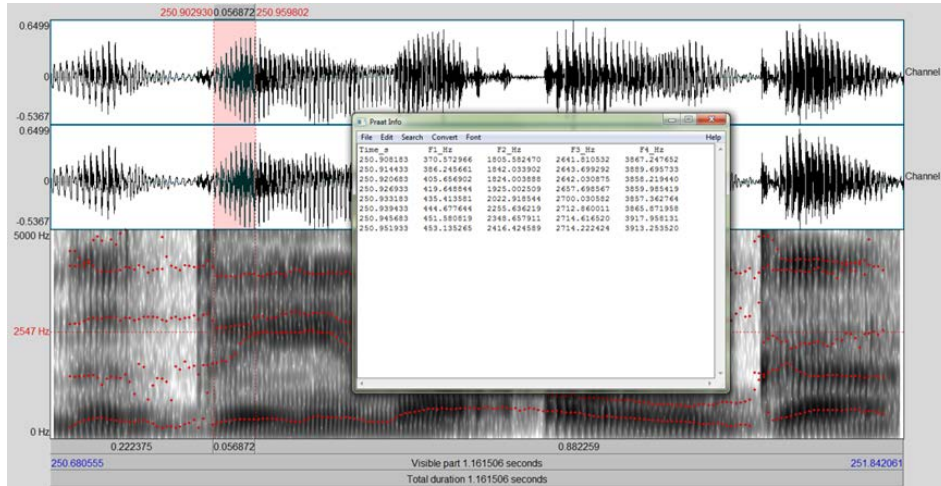 250.902930 0.056872 250.959802
0.6499
0
-0.5367
Channel
0.6499
0
-0.5367
Channel
Praat Info
File Edit Search Convert Font Help
Time_s F1_Hz F2_Hz F3_Hz F4_Hz
250.908183 370.572966 1805.582470 2641.810532 3867.247652
250.914433 386.245661 1842.033902 2643.699292 3889.695733
250.920683 405.656902 1824.003888 2642.030875 3858.219440
250.926933 419.648844 1925.002509 2657.698567 3859.985419
250.933183 435.413581 2022.918544 2700.030582 3857.362764
250.939433 444.677644 2255.636219 2712.860011 3865.871958
250.945683 451.580819 2348.657911 2714.616520 3917.958131
250.951933 453.135265 2416.424589 2714.222424 3913.253520
5000 Hz
2547 Hz
0 Hz
0.222375 0.056872 0.882259
250.680555 Visible part 1.161506 seconds 251.842061
Total duration 1.161506 seconds